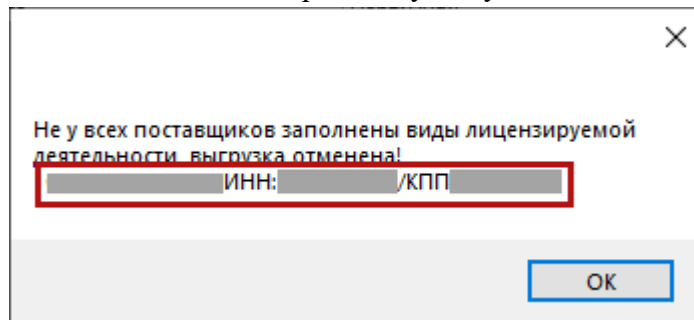 Не у всех поставщиков заполнены виды лицензируемой
деятельности, выгрузка отменена!
ИНН: /КПП
OK